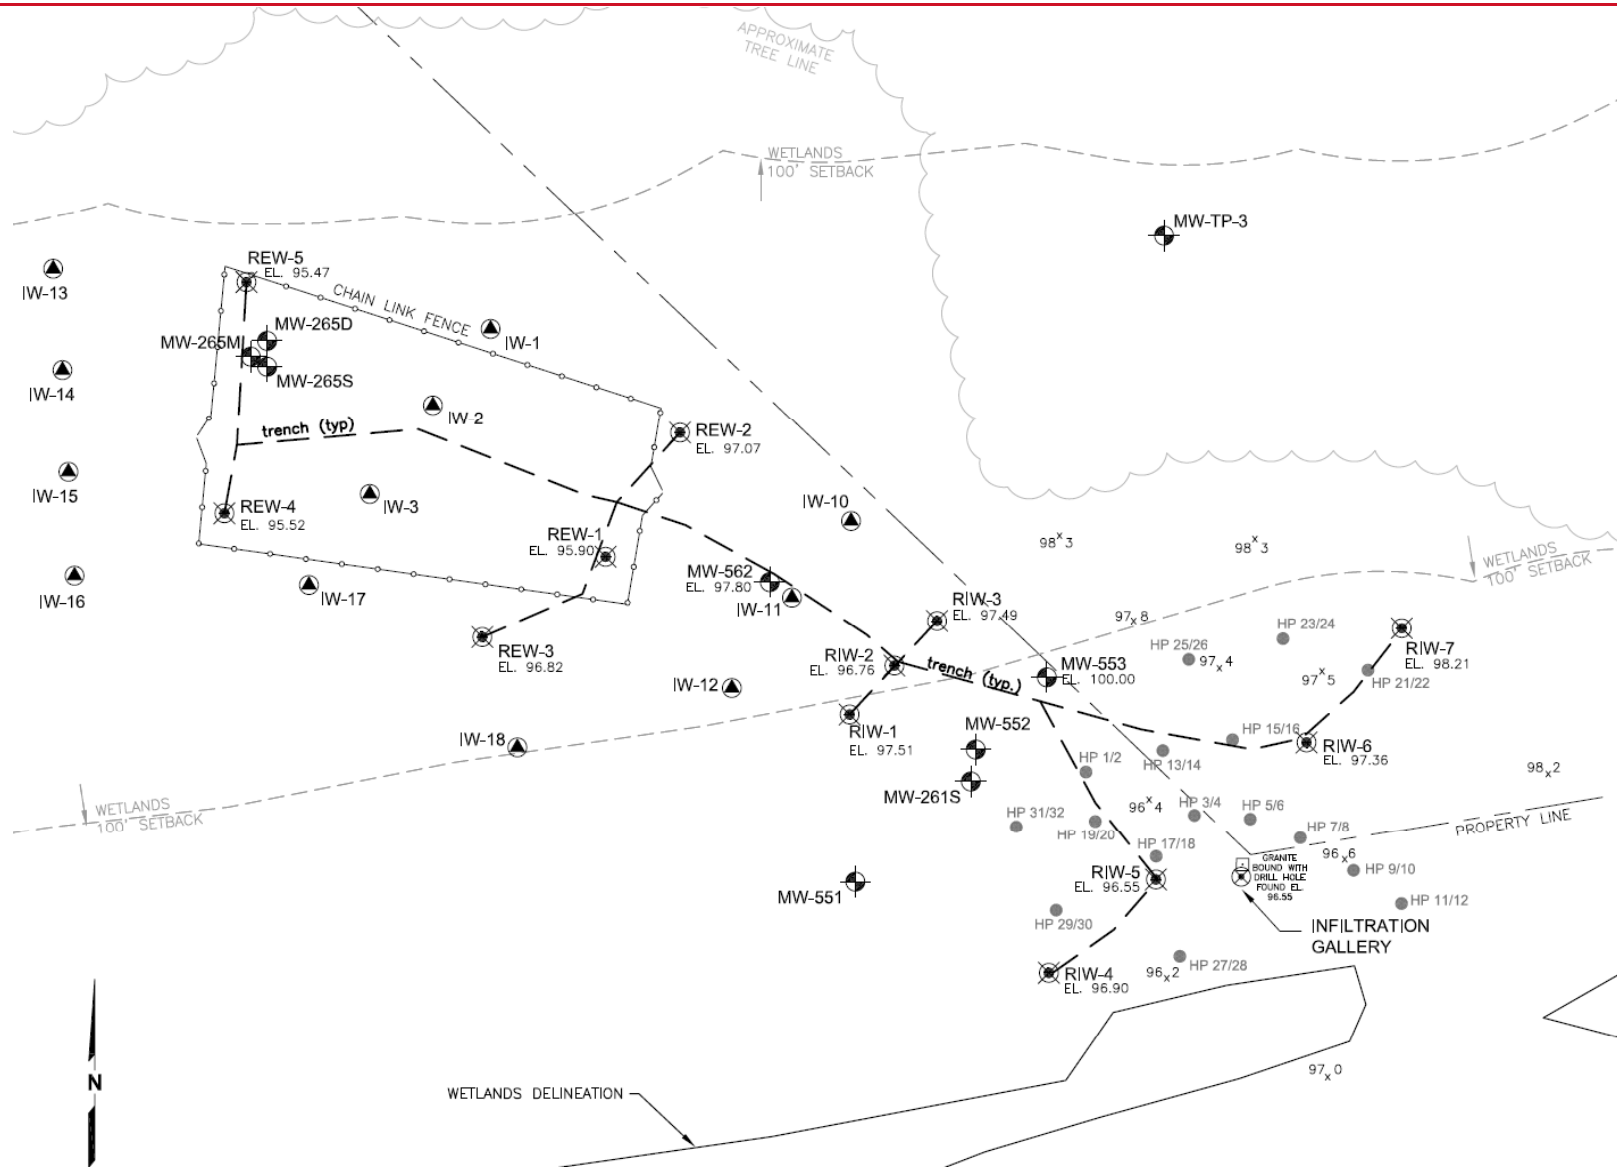 APPROXIMATE
TREE LINE
WETLANDS
100' SETBACK
MW-TP-3
REW-5
EL. 95.47
IW-13
CHAIN LINK FENCE
MW-265D
MW-265M
IW-1
MW-265S
IW-14
IW-2
trench (typ)
REW-2
EL. 97.07
IW-15
IW-3
REW-4
EL. 95.52
IW-10
REW-1
EL. 95.90
98x3
98x3
WETLANDS
100' SETBACK
MW-562
EL. 97.80
IW-16
IW-17
IW-11
RIW-3
EL. 97.49
97x8
HP 23/24
HP 25/26
RIW-7
EL. 98.21
REW-3
EL. 96.82
RIW-2
EL. 96.76
trench (typ.)
MW-553
EL. 100.00
97x4
97x5
HP 21/22
IW-12
RIW-1
EL. 97.51
MW-552
HP 15/16
RIW-6
EL. 97.36
IW-18
HP 1/2
HP 13/14
98x2
MW-261S
WETLANDS
100' SETBACK
HP 31/32
96x4
HP 3/4
HP 5/6
HP 19/20
HP 7/8
PROPERTY LINE
HP 17/18
96x6
HP 9/10
RIW-5
EL. 96.55
GRANITE
BOUND WITH
DRILL HOLE
FOUND EL.
96.55
MW-551
HP 11/12
HP 29/30
INFILTRATION
GALLERY
HP 27/28
RIW-4
EL. 96.90
96x2
97x0
N
WETLANDS DELINEATION